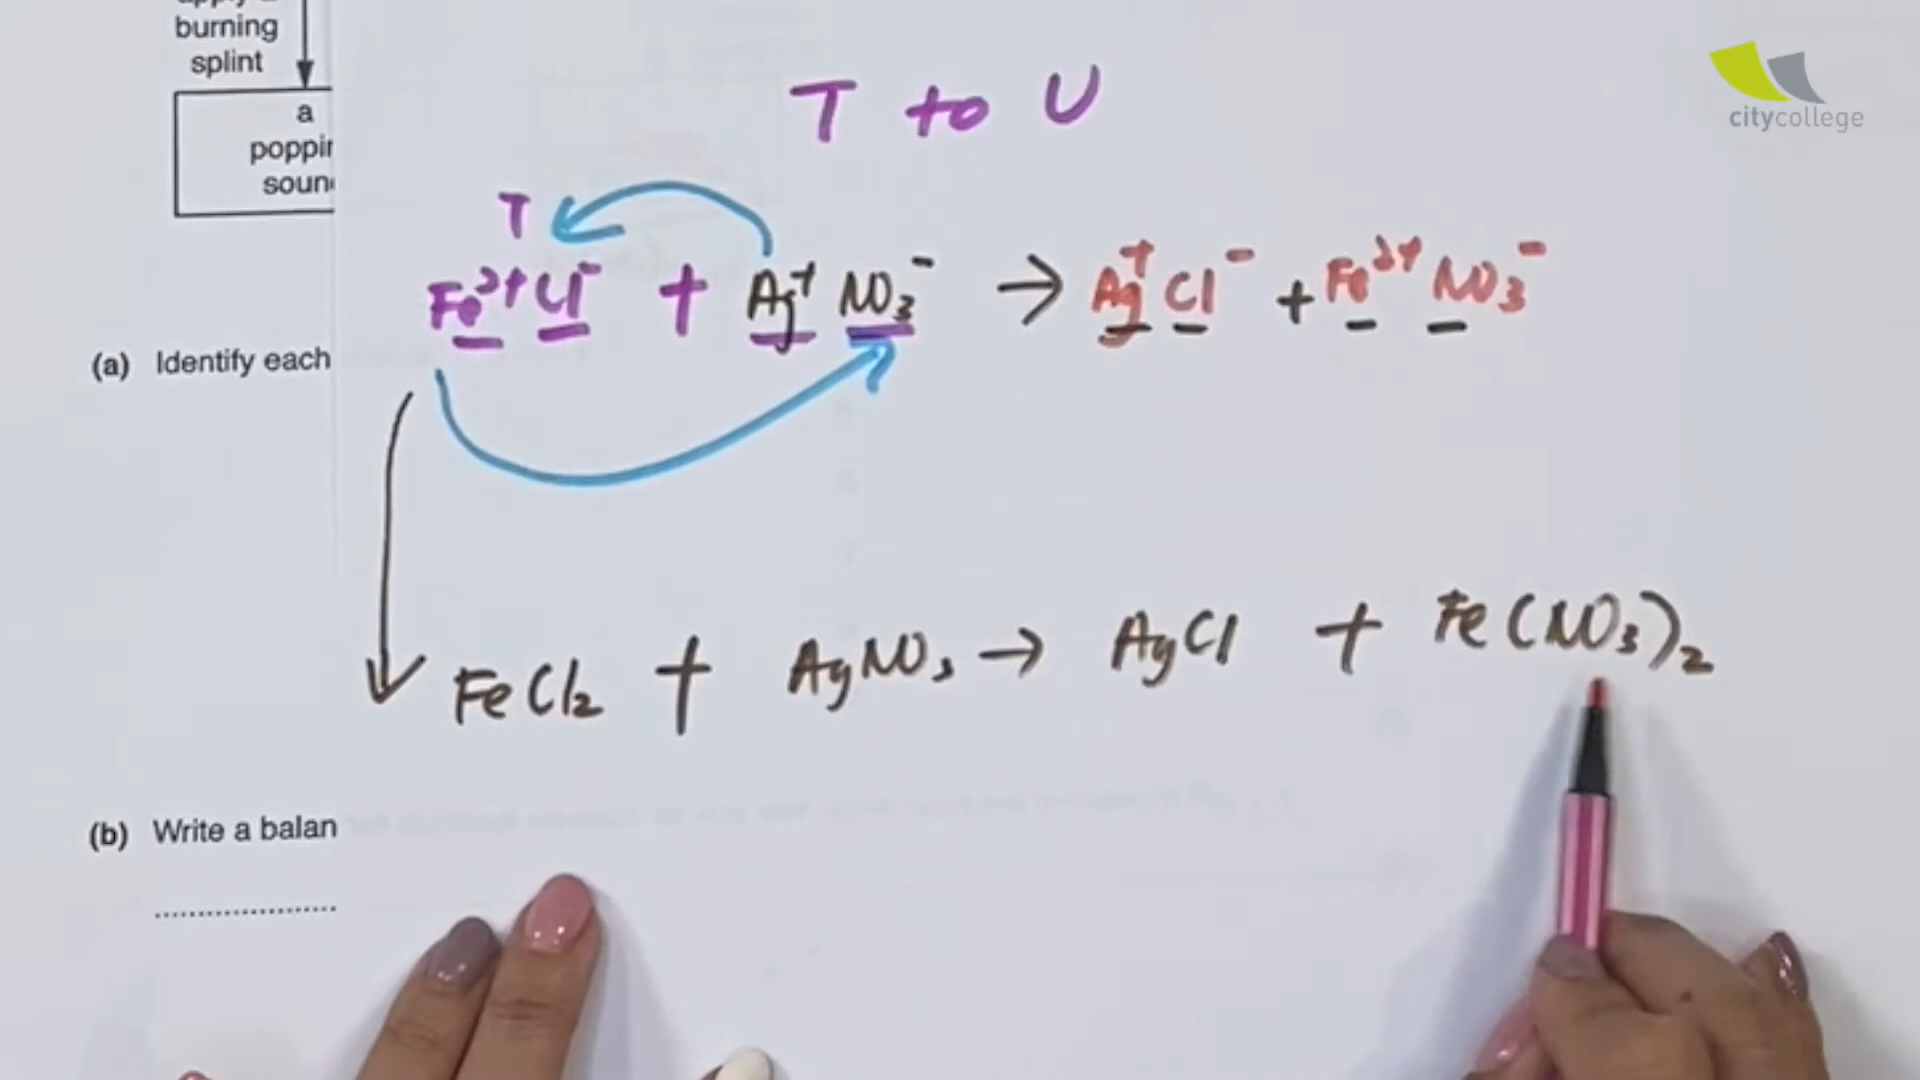 burning
splint
a
poppin
soun
citycollege
T to U
T
Fe²⁺ Cl⁻ + Ag⁺ NO₃⁻ → Ag⁺ Cl⁻ + Fe²⁺ NO₃⁻
(a) Identify each
FeCl₂ + AgNO₃ → AgCl + Fe(NO₃)₂
(b) Write a balan